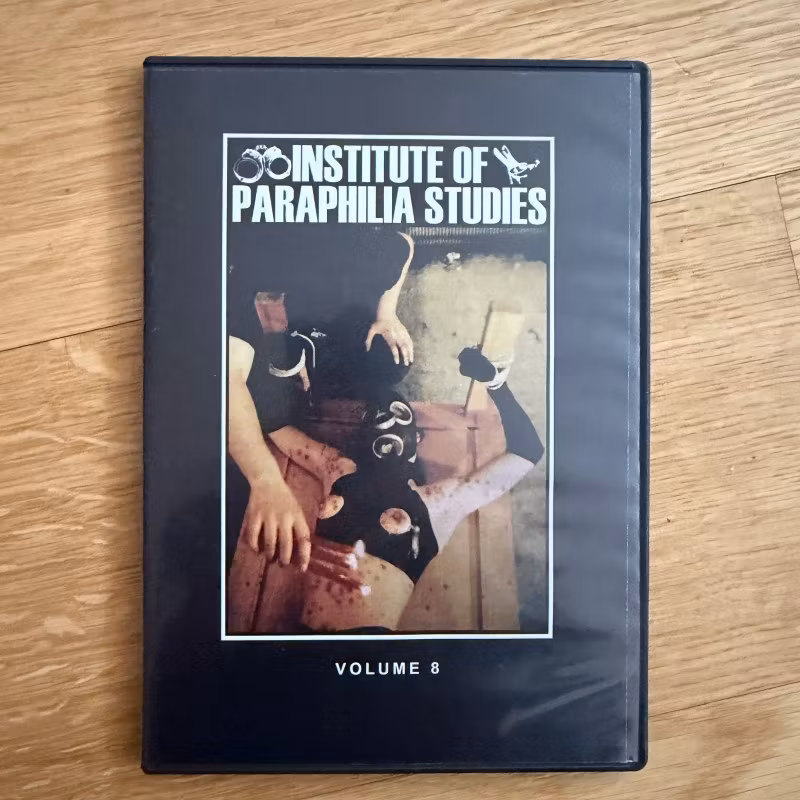 INSTITUTE OF
PARAPHILIA STUDIES
VOLUME 8